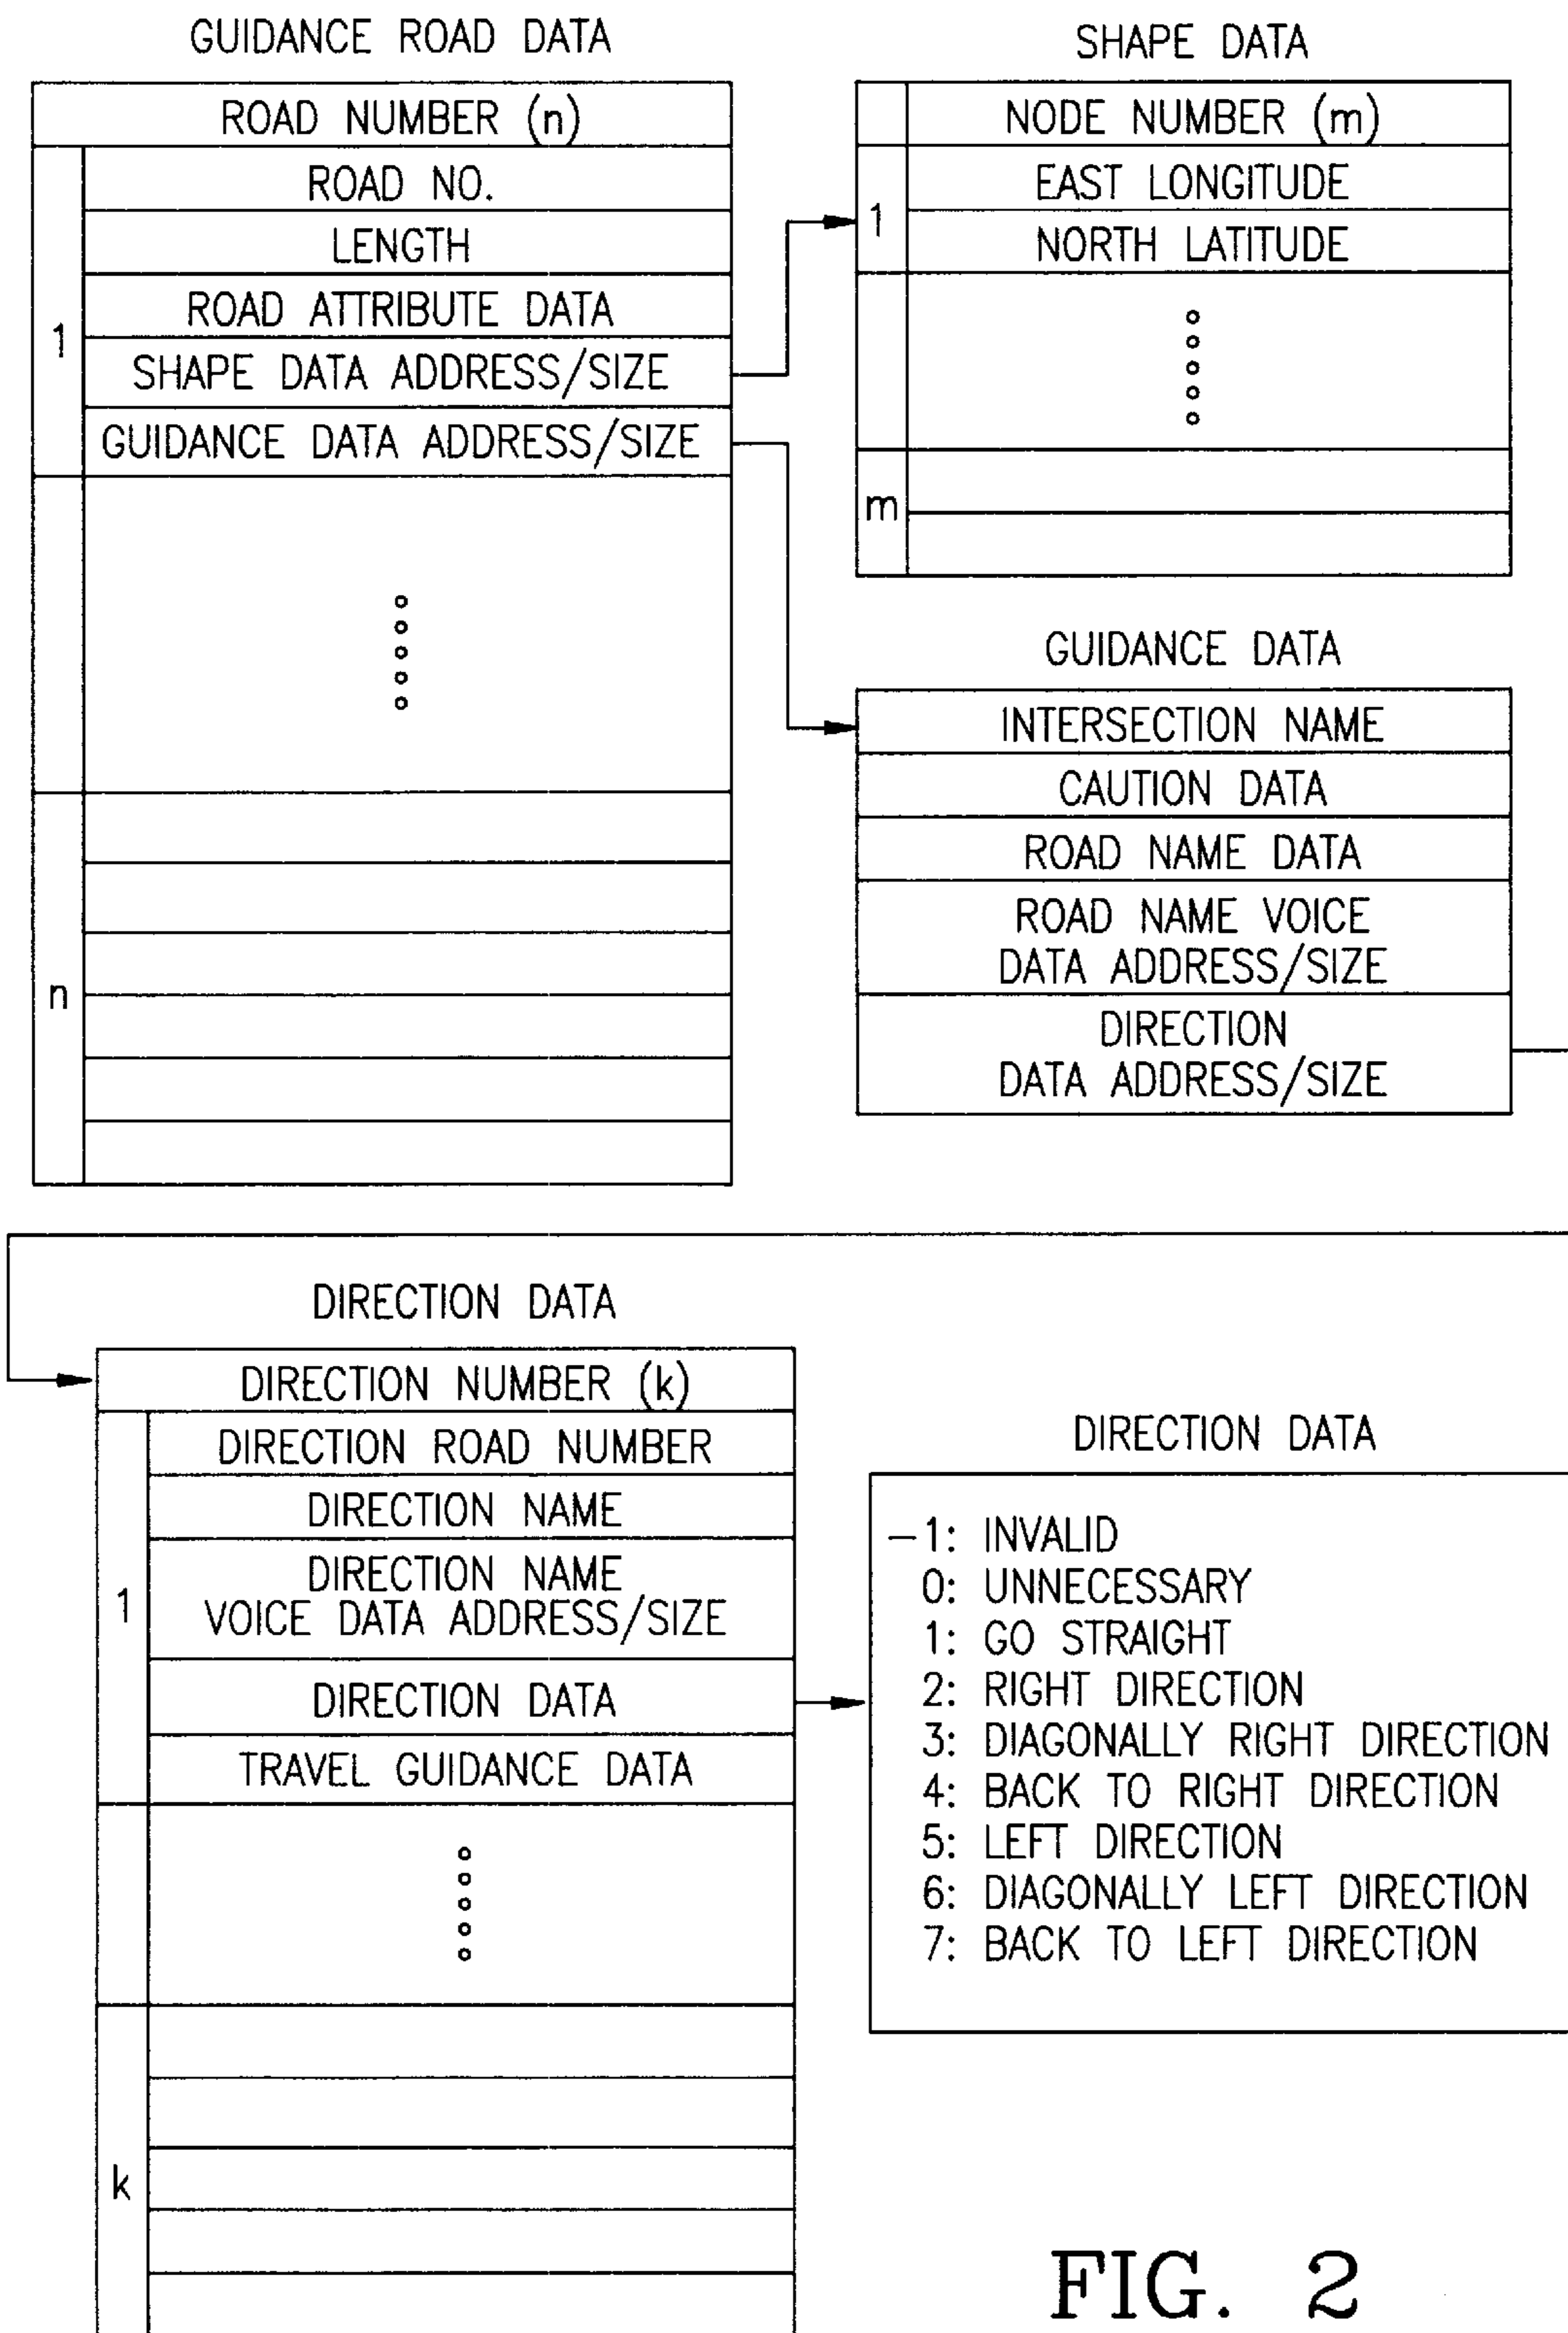 GUIDANCE ROAD DATA
ROAD NUMBER (n)
1
ROAD NO.
LENGTH
ROAD ATTRIBUTE DATA
SHAPE DATA ADDRESS/SIZE
GUIDANCE DATA ADDRESS/SIZE
n
SHAPE DATA
NODE NUMBER (m)
1
EAST LONGITUDE
NORTH LATITUDE
m
GUIDANCE DATA
INTERSECTION NAME
CAUTION DATA
ROAD NAME DATA
ROAD NAME VOICE
DATA ADDRESS/SIZE
DIRECTION
DATA ADDRESS/SIZE
DIRECTION DATA
DIRECTION NUMBER (k)
1
DIRECTION ROAD NUMBER
DIRECTION NAME
DIRECTION NAME
VOICE DATA ADDRESS/SIZE
DIRECTION DATA
TRAVEL GUIDANCE DATA
k
DIRECTION DATA
-1: INVALID
0: UNNECESSARY
1: GO STRAIGHT
2: RIGHT DIRECTION
3: DIAGONALLY RIGHT DIRECTION
4: BACK TO RIGHT DIRECTION
5: LEFT DIRECTION
6: DIAGONALLY LEFT DIRECTION
7: BACK TO LEFT DIRECTION
FIG. 2